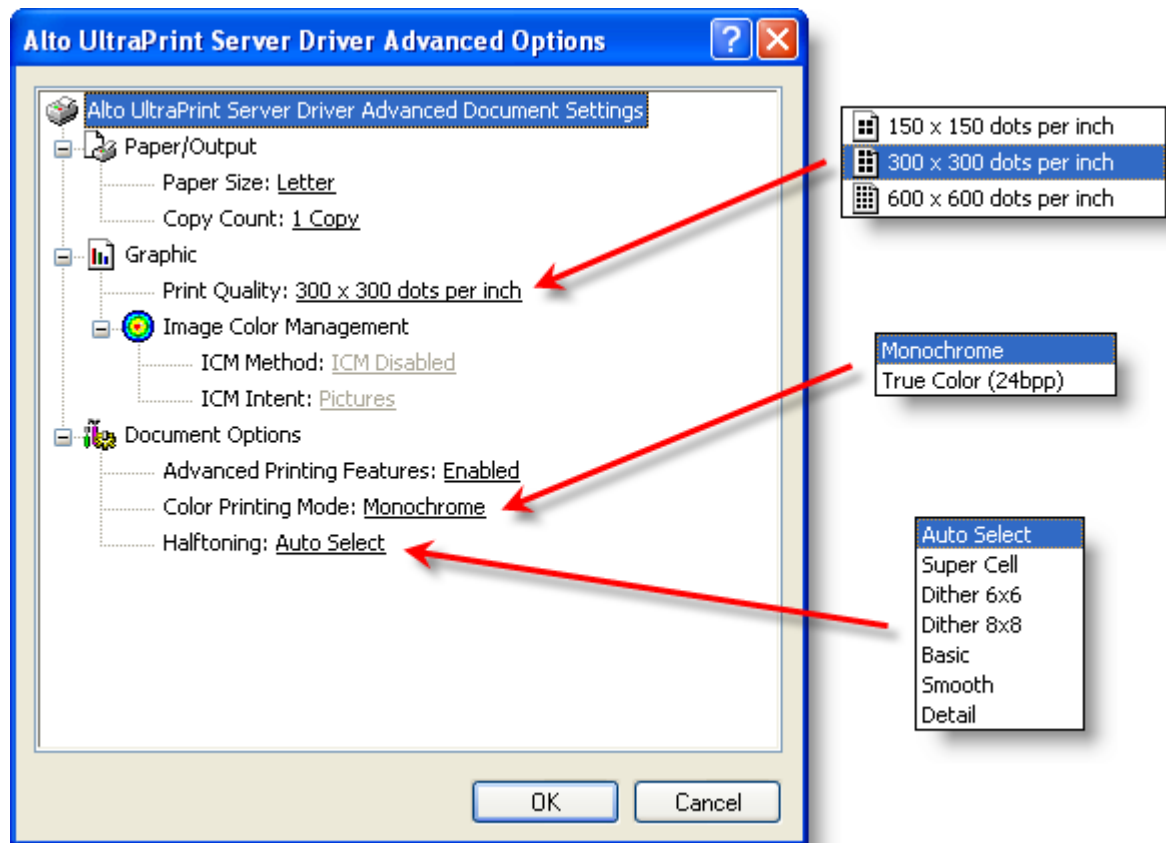 Alto UltraPrint Server Driver Advanced Options
Alto UltraPrint Server Driver Advanced Document Settings
Paper/Output
Paper Size: Letter
Copy Count: 1 Copy
Graphic
Print Quality: 300 x 300 dots per inch
Image Color Management
ICM Method: ICM Disabled
ICM Intent: Pictures
Document Options
Advanced Printing Features: Enabled
Color Printing Mode: Monochrome
Halftoning: Auto Select
OK
Cancel
150 x 150 dots per inch
300 x 300 dots per inch
600 x 600 dots per inch
Monochrome
True Color (24bpp)
Auto Select
Super Cell
Dither 6x6
Dither 8x8
Basic
Smooth
Detail